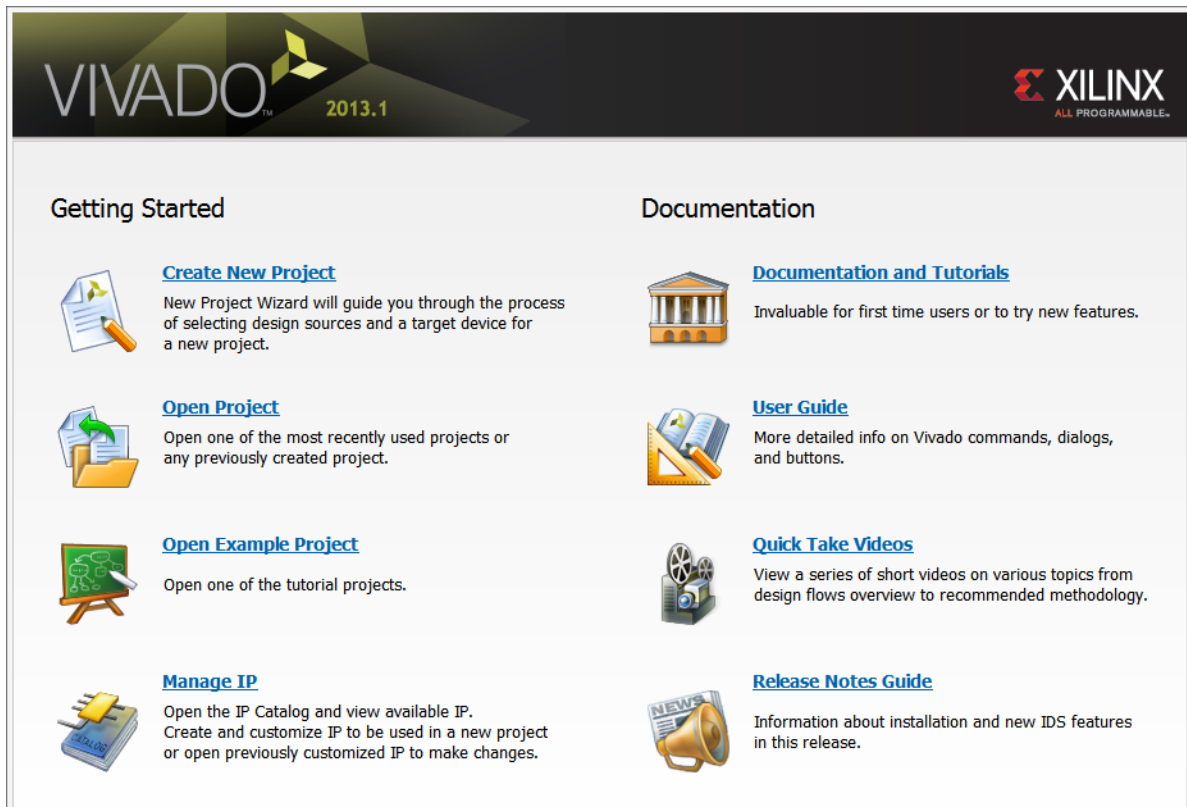 VIVADO™ 2013.1
XILINX
ALL PROGRAMMABLE™
Getting Started
Create New Project
New Project Wizard will guide you through the process
of selecting design sources and a target device for
a new project.
Open Project
Open one of the most recently used projects or
any previously created project.
Open Example Project
Open one of the tutorial projects.
Manage IP
CATALOG
Open the IP Catalog and view available IP.
Create and customize IP to be used in a new project
or open previously customized IP to make changes.
Documentation
Documentation and Tutorials
Invaluable for first time users or to try new features.
User Guide
More detailed info on Vivado commands, dialogs,
and buttons.
Quick Take Videos
View a series of short videos on various topics from
design flows overview to recommended methodology.
Release Notes Guide
NEWS
Information about installation and new IDS features
in this release.